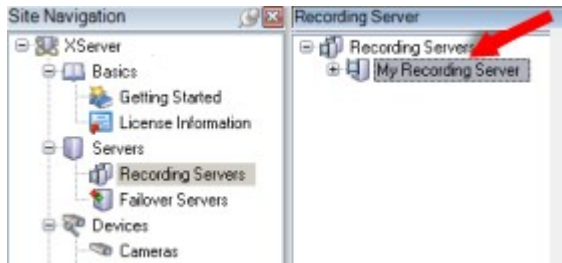 Site Navigation
XServer
Basics
Getting Started
License Information
Servers
Recording Servers
Failover Servers
Devices
Cameras
Recording Server
Recording Servers
My Recording Server